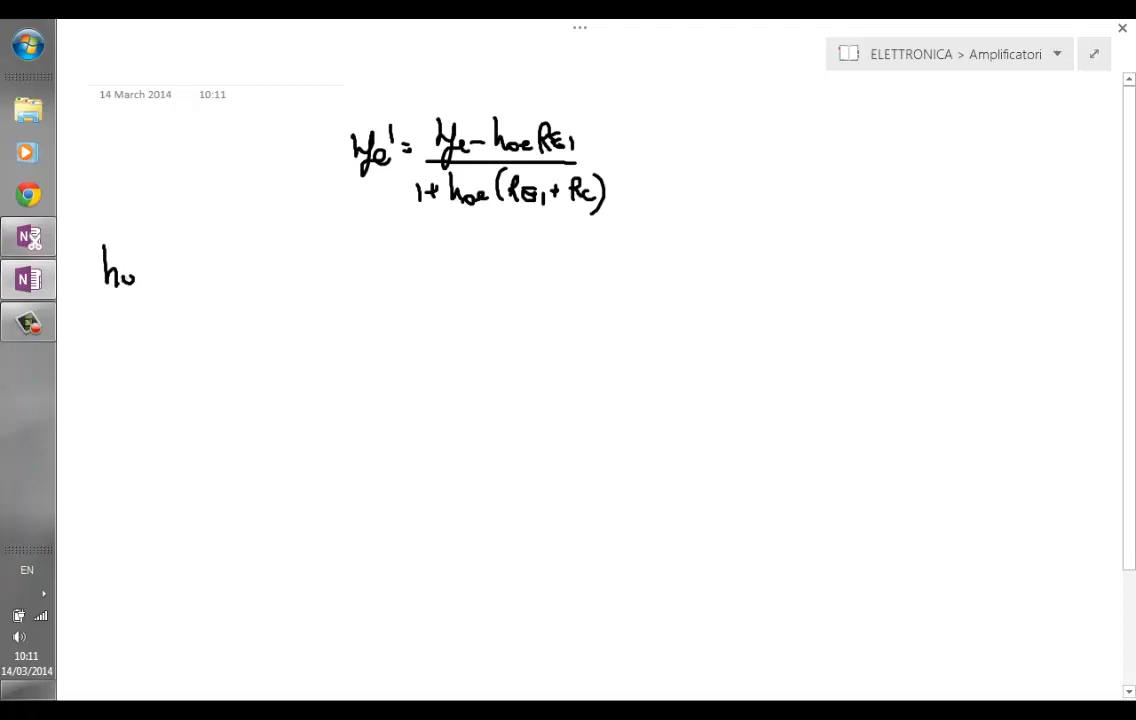 ELETTRONICA > Amplificatori
14 March 2014 10:11
hfe' = hfe - hoe RE1
1 + hoe (RE1 + RC)
ho
EN
10:11
14/03/2014